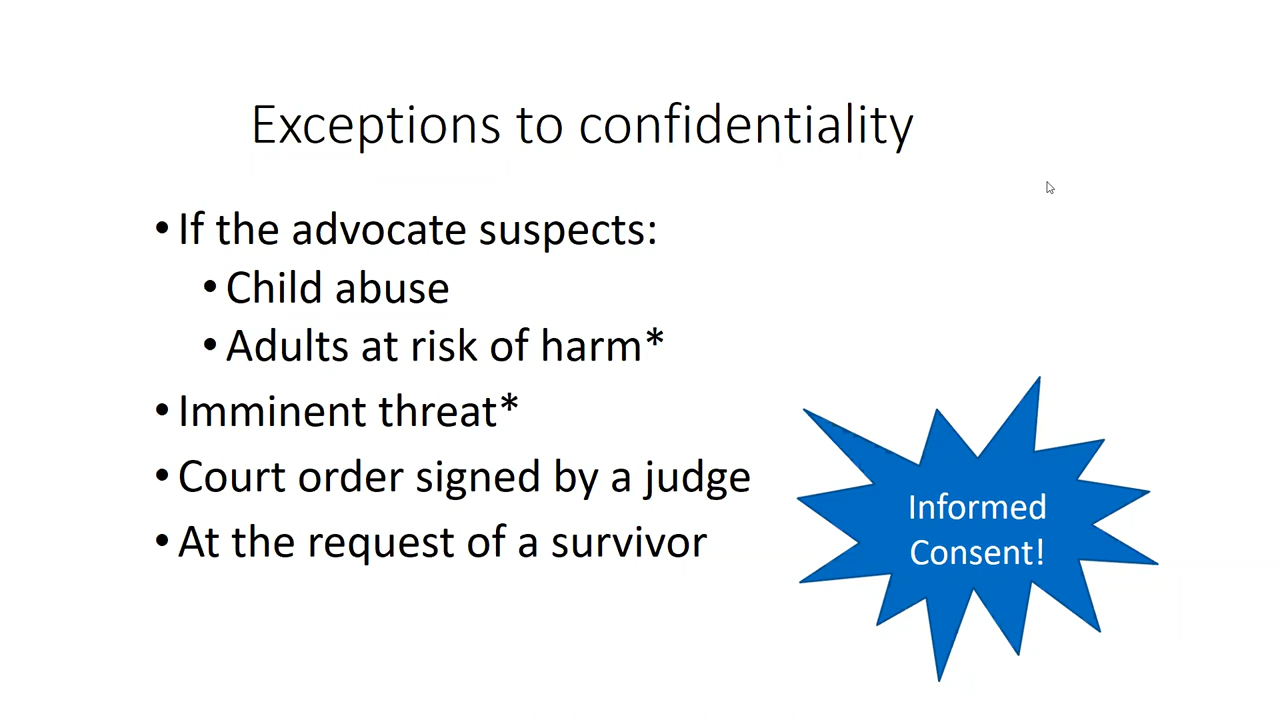 Exceptions to confidentiality
• If the advocate suspects:
• Child abuse
• Adults at risk of harm*
• Imminent threat*
• Court order signed by a judge
• At the request of a survivor
Informed
Consent!